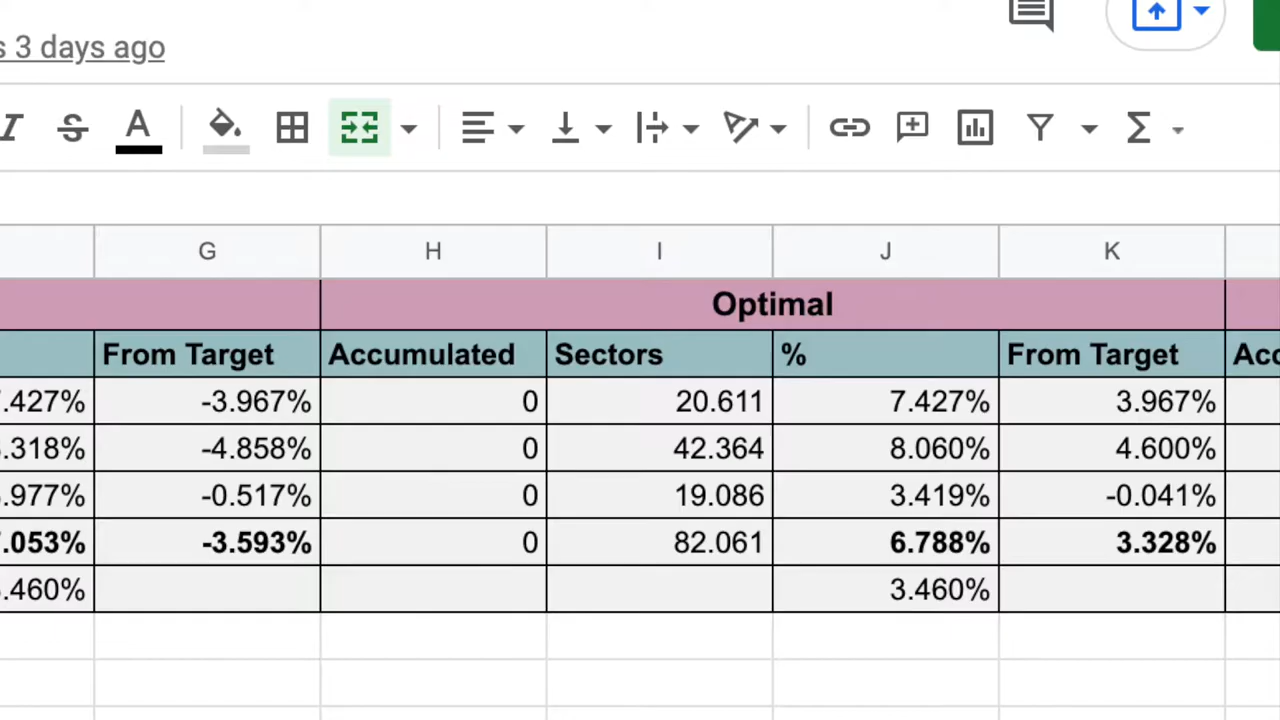 s 3 days ago
G H I J K
Optimal
From Target Accumulated Sectors % From Target Acc
.427% -3.967% 0 20.611 7.427% 3.967%
.318% -4.858% 0 42.364 8.060% 4.600%
.977% -0.517% 0 19.086 3.419% -0.041%
.053% -3.593% 0 82.061 6.788% 3.328%
.460% 3.460%